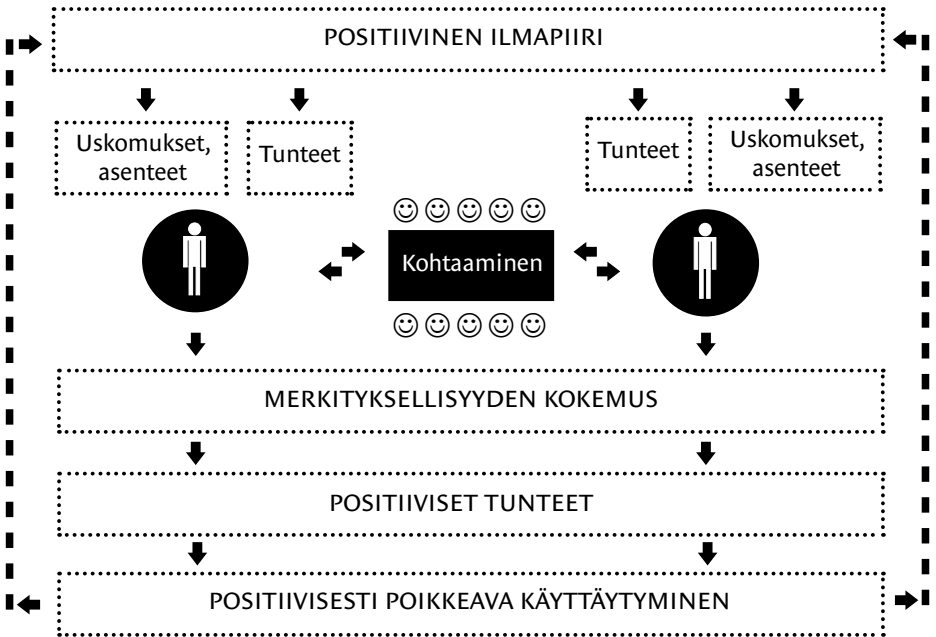 POSITIIVINEN ILMAPIIRI
Uskomukset,
asenteet
Tunteet
Tunteet
Uskomukset,
asenteet
Kohtaaminen
MERKITYKSELLISYYDEN KOKEMUS
POSITIIVISET TUNTEET
POSITIIVISESTI POIKKEAVA KÄYTTÄYTYMINEN